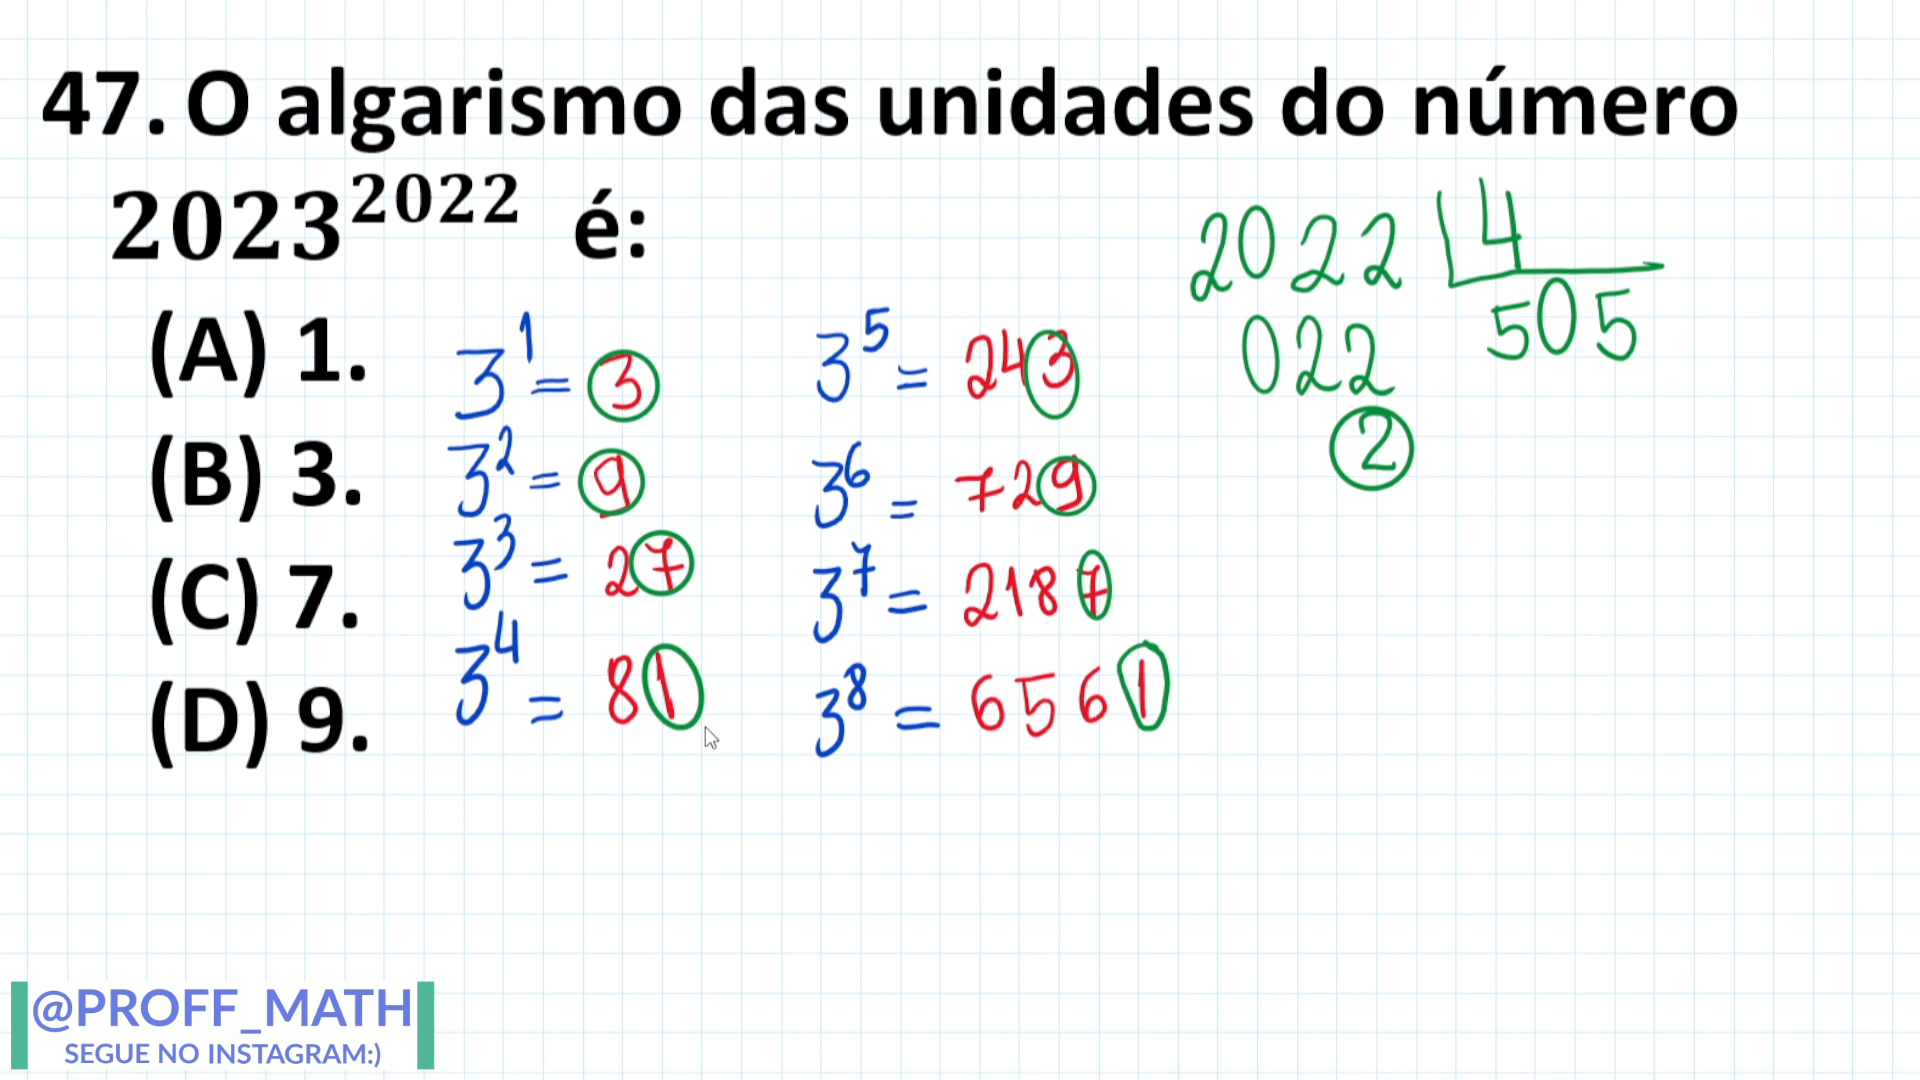 47. O algarismo das unidades do número
2023^2022 é:
(A) 1.
(B) 3.
(C) 7.
(D) 9.
3^1 = 3
3^2 = 9
3^3 = 27
3^4 = 81
3^5 = 243
3^6 = 729
3^7 = 2187
3^8 = 6561
2022 4
022 505
2
@PROFF_MATH
SEGUE NO INSTAGRAM:)